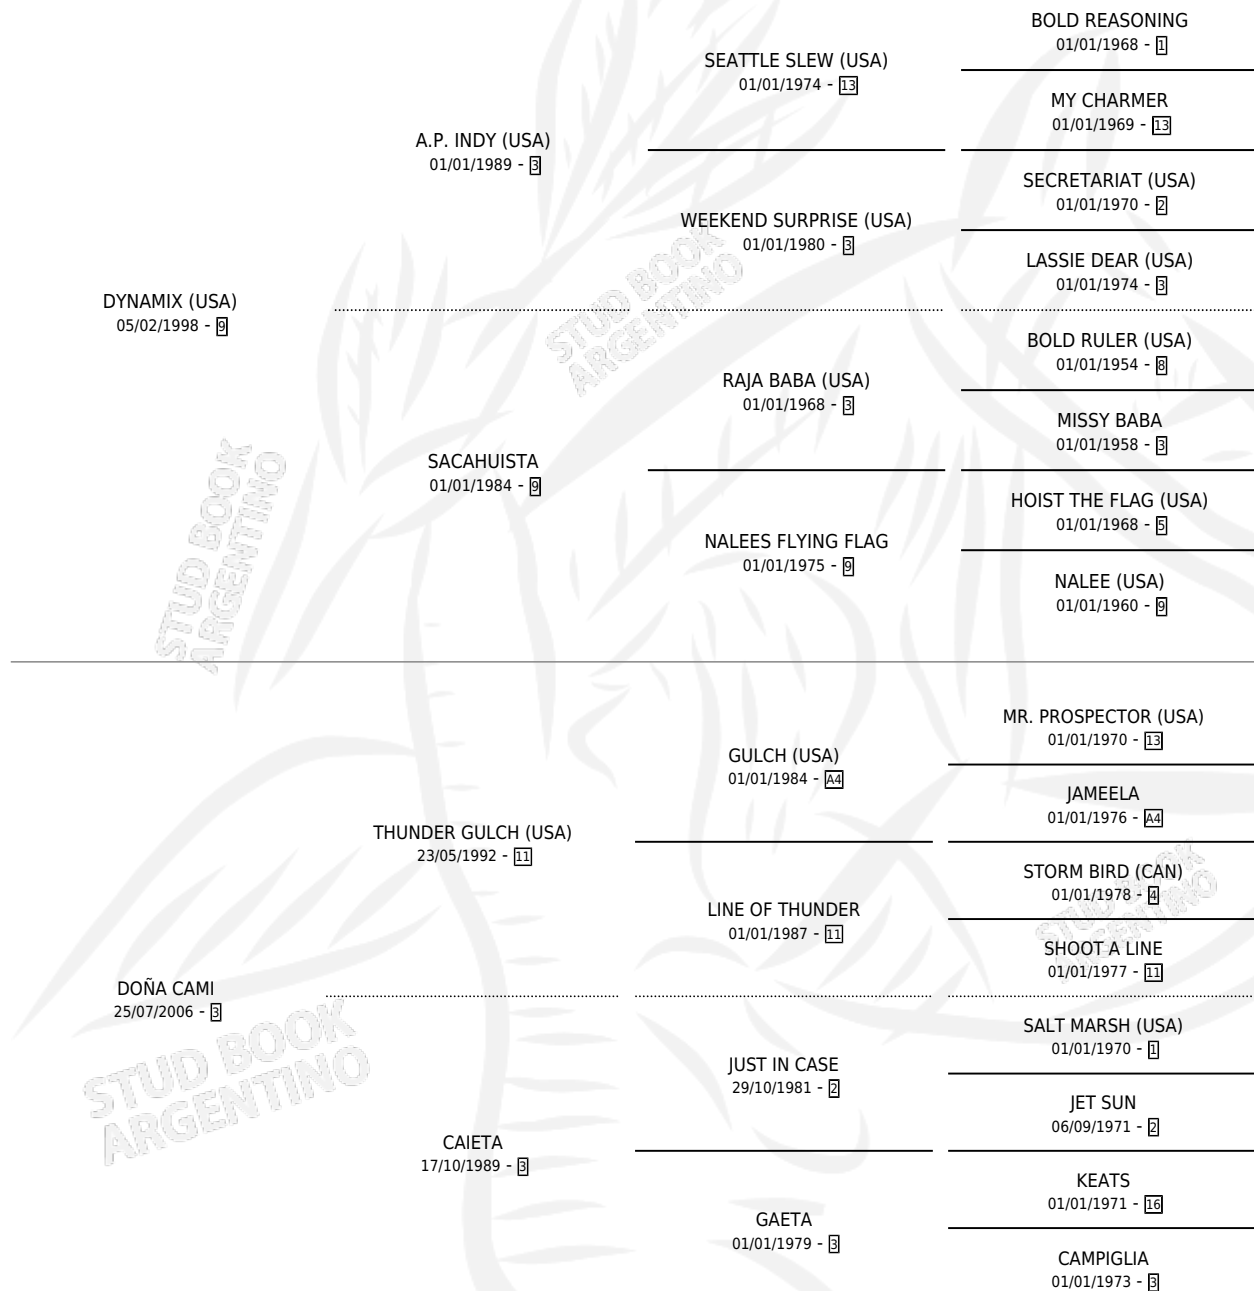 BOLD REASONING
01/01/1968 - 1
SEATTLE SLEW (USA)
01/01/1974 - 13
MY CHARMER
01/01/1969 - 13
A.P. INDY (USA)
01/01/1989 - 3
SECRETARIAT (USA)
01/01/1970 - 2
WEEKEND SURPRISE (USA)
01/01/1980 - 3
LASSIE DEAR (USA)
01/01/1974 - 3
DYNAMIX (USA)
05/02/1998 - 9
BOLD RULER (USA)
01/01/1954 - 8
RAJA BABA (USA)
01/01/1968 - 3
MISSY BABA
01/01/1958 - 3
SACAHUISTA
01/01/1984 - 9
HOIST THE FLAG (USA)
01/01/1968 - 5
NALEES FLYING FLAG
01/01/1975 - 9
NALEE (USA)
01/01/1960 - 9
MR. PROSPECTOR (USA)
01/01/1970 - 13
GULCH (USA)
01/01/1984 - A4
JAMEELA
01/01/1976 - A4
THUNDER GULCH (USA)
23/05/1992 - 11
STORM BIRD (CAN)
01/01/1978 - 4
LINE OF THUNDER
01/01/1987 - 11
SHOOT A LINE
01/01/1977 - 11
DOÑA CAMI
25/07/2006 - 3
SALT MARSH (USA)
01/01/1970 - 1
JUST IN CASE
29/10/1981 - 2
JET SUN
06/09/1971 - 2
CAIETA
17/10/1989 - 3
KEATS
01/01/1971 - 16
GAETA
01/01/1979 - 3
CAMPIGLIA
01/01/1973 - 3
STUD BOOK
ARGENTINO
STUD BOOK
ARGENTINO
STUD BOOK
ARGENTINO
STUD BOOK
ARGENTINO